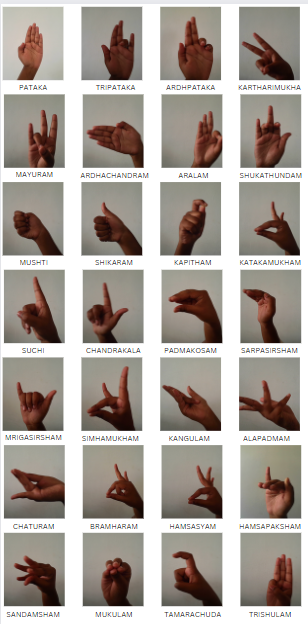 PATAKA TRIPATAKA ARDHPATAKA KARTHARIMUKHA
MAYURAM ARDHACHANDRAM ARALAM SHUKATHUNDAM
MUSHTI SHIKARAM KAPITHAM KATAKAMUKHAM
SUCHI CHANDRAKALA PADMAKOSAM SARPASIRSHAM
MRIGASIRSHAM SIMHAMUKHAM KANGULAM ALAPADMAM
CHATURAM BRAMHARAM HAMSASYAM HAMSAPAKSHAM
SANDAMSHAM MUKULAM TAMARACHUDA TRISHULAM